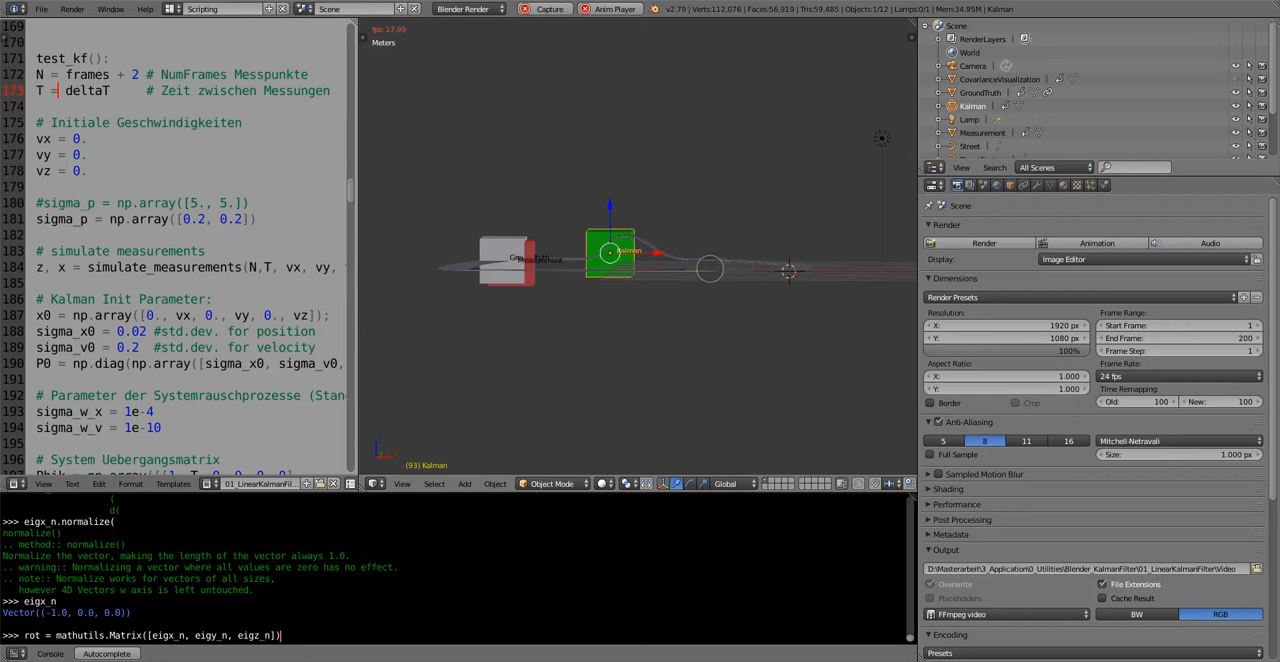 File
Render
Window
Help
Scripting
Scene
Blender Render
Capture
Anim Player
v2.79 | Verts:112,076 | Faces:56,919 | Tris:59,485 | Objects:1/12 | Lamps:0/1 | Mem:34.95M | Kalman
169
170
171 test_kf():
172 N = frames + 2 # NumFrames Messpunkte
173 T = deltaT # Zeit zwischen Messungen
174
175 # Initiale Geschwindigkeiten
176 vx = 0.
177 vy = 0.
178 vz = 0.
179
180 #sigma_p = np.array([5., 5.])
181 sigma_p = np.array([0.2, 0.2])
182
183 # simulate measurements
184 z, x = simulate_measurements(N,T, vx, vy,
185
186 # Kalman Init Parameter:
187 x0 = np.array([0., vx, 0., vy, 0., vz]);
188 sigma_x0 = 0.02 #std.dev. for position
189 sigma_v0 = 0.2 #std.dev. for velocity
190 P0 = np.diag(np.array([sigma_x0, sigma_v0,
191
192 # Parameter der Systemrauschprozesse (Stan
193 sigma_w_x = 1e-4
194 sigma_w_v = 1e-10
195
196 # System Uebergangsmatrix
View
Text
Edit
Format
Templates
01_LinearKalmanFil...
fps: 17.95
Meters
Kalman
(93) Kalman
View
Select
Add
Object
Object Mode
Global
Scene
RenderLayers
World
Camera
CovarianceVisualization
GroundTruth
Kalman
Lamp
Measurement
Street
View
Search
All Scenes
Scene
Render
Render
Animation
Audio
Display:
Image Editor
Dimensions
Render Presets
Resolution:
Frame Range:
X: 1920 px
Start Frame: 1
Y: 1080 px
End Frame: 200
100%
Frame Step: 1
Aspect Ratio:
Frame Rate:
X: 1.000
24 fps
Y: 1.000
Time Remapping:
Border
Crop
Old: 100
New: 100
Anti-Aliasing
5
8
11
16
Mitchell-Netravali
Full Sample
Size: 1.000 px
Sampled Motion Blur
Shading
Performance
Post Processing
Metadata
Output
D:\Masterarbeit\3_Application\0_Utilities\Blender_KalmanFilter\01_LinearKalmanFilter\Video
Overwrite
File Extensions
Placeholders
Cache Result
FFmpeg video
BW
RGB
Encoding
Presets
(
d(
>>> eigx_n.normalize(
normalize()
.. method:: normalize()
Normalize the vector, making the length of the vector always 1.0.
.. warning:: Normalizing a vector where all values are zero has no effect.
.. note:: Normalize works for vectors of all sizes,
however 4D Vectors w axis is left untouched.
>>> eigx_n
Vector((-1.0, 0.0, 0.0))
>>> rot = mathutils.Matrix([eigx_n, eigy_n, eigz_n])
Console
Autocomplete